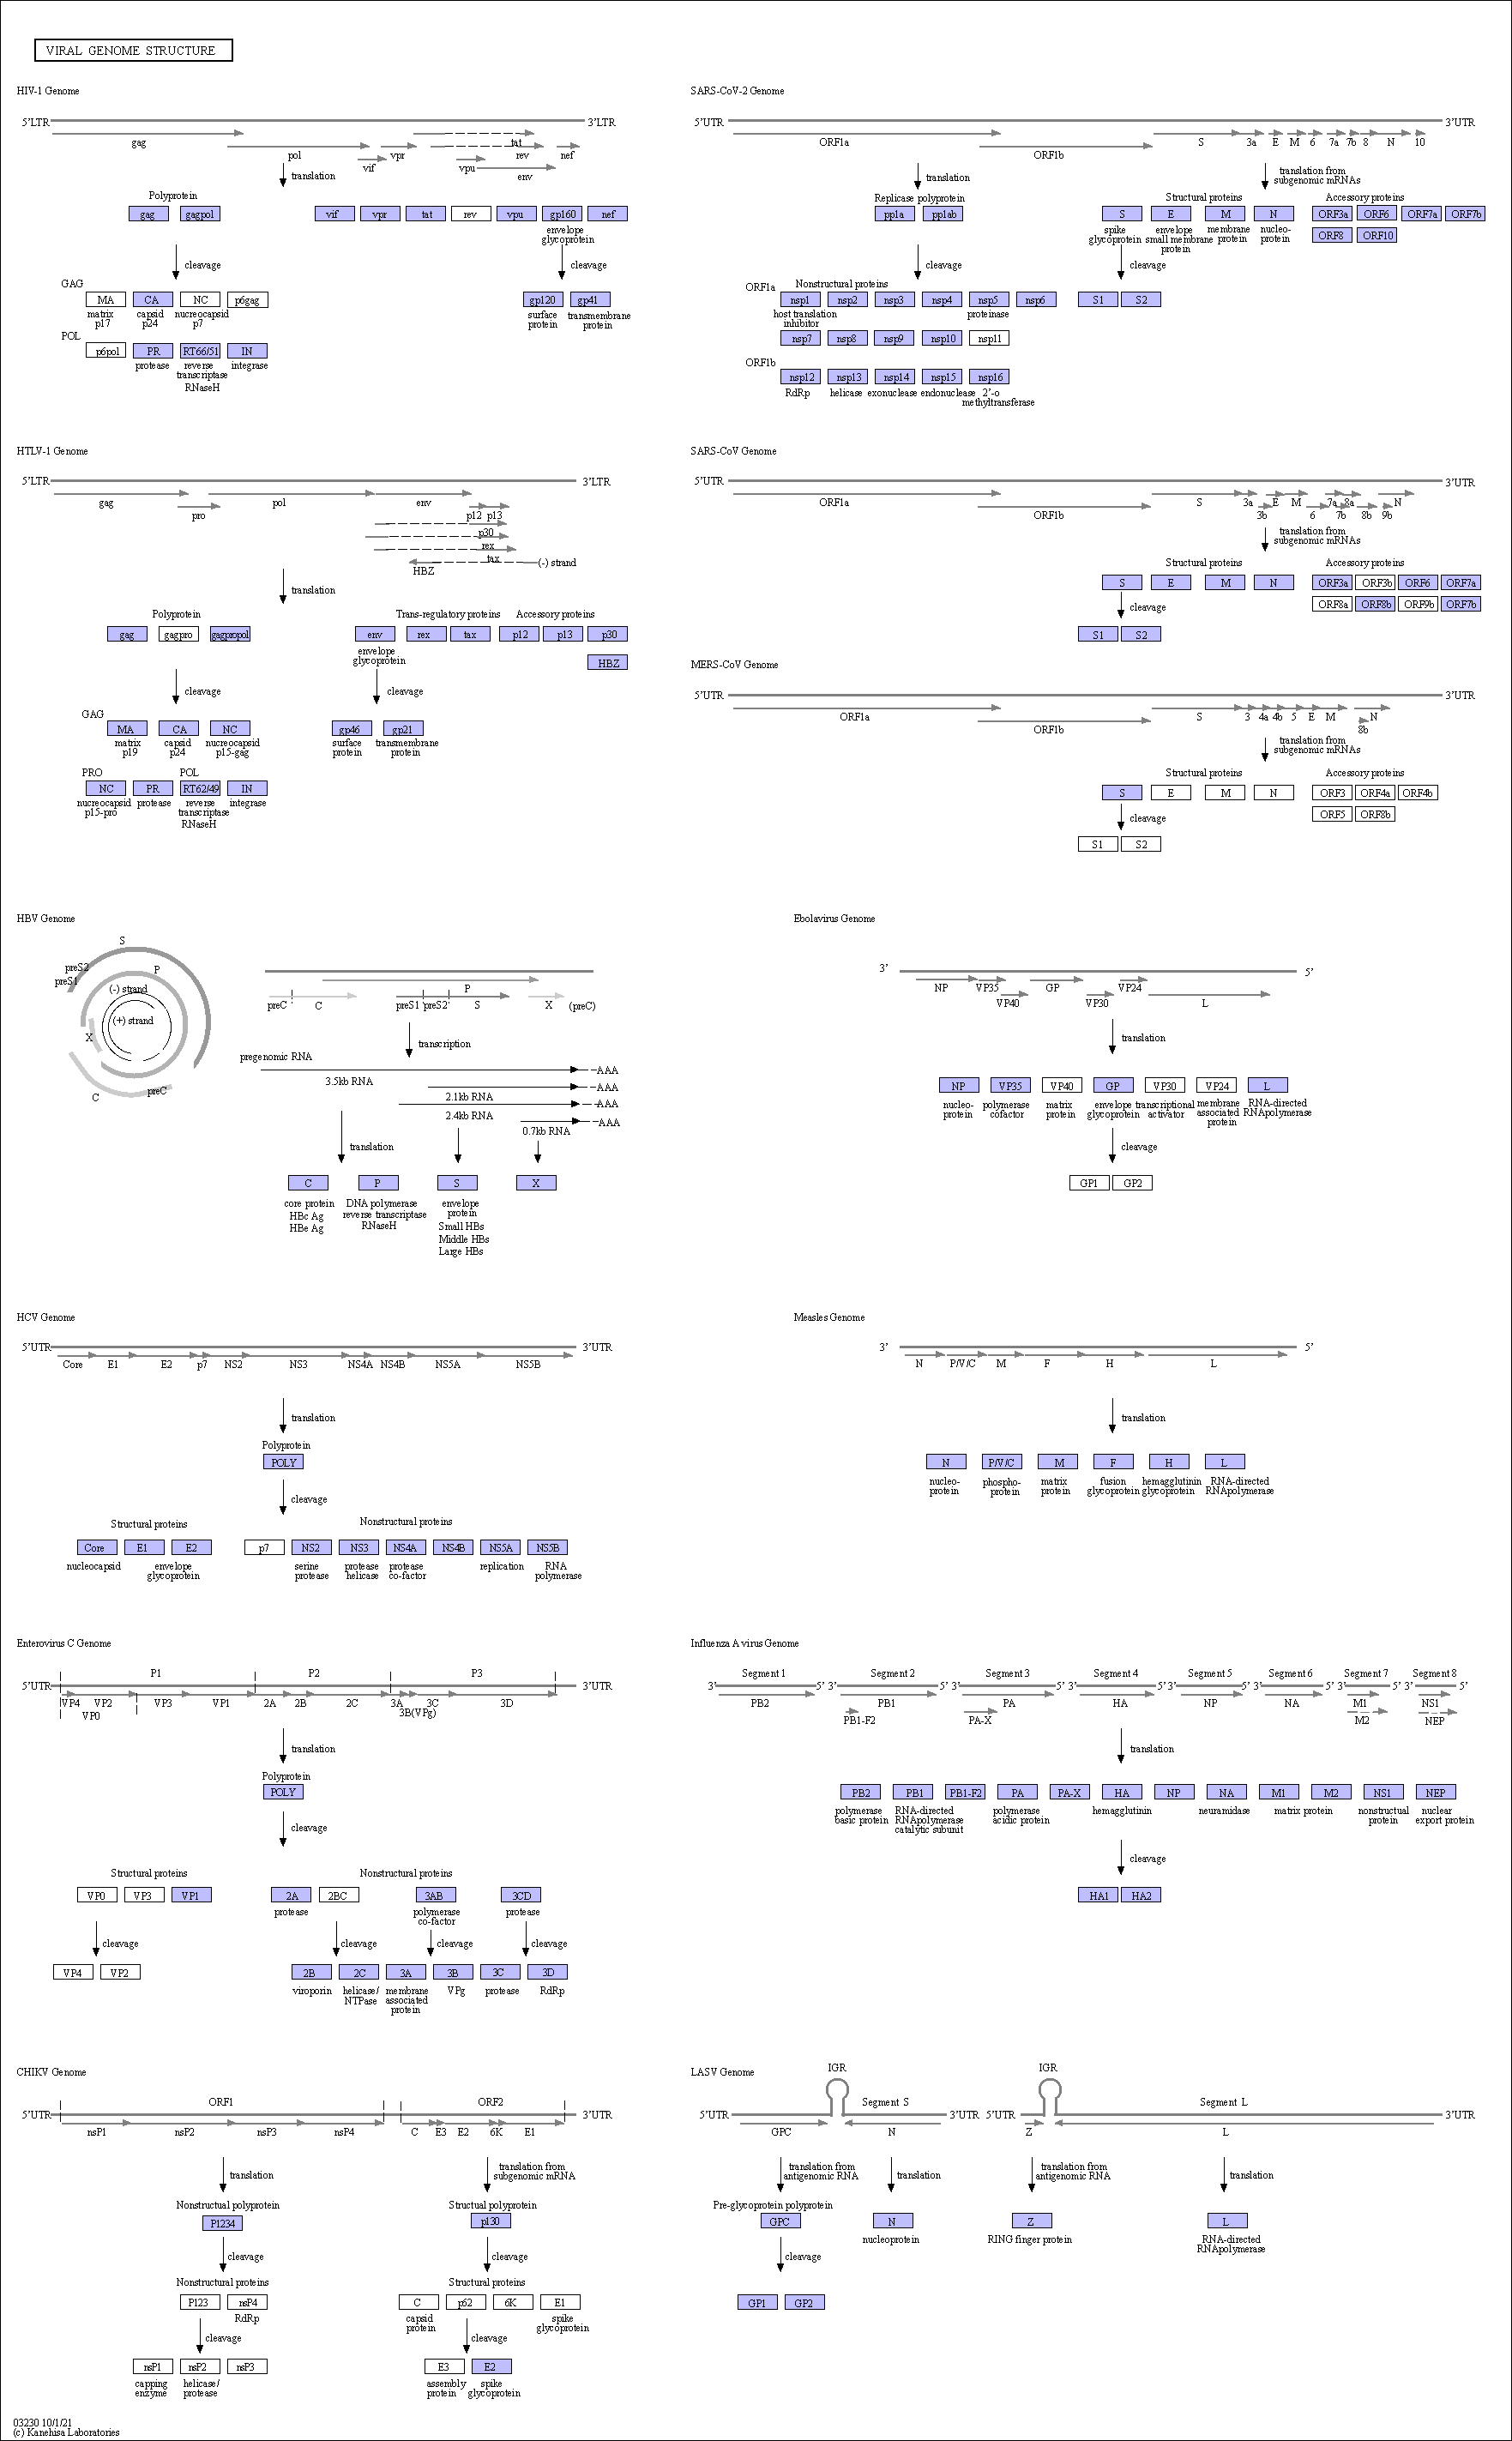 VIRAL GENOME STRUCTURE
HIV-1 Genome
5'LTR
3'LTR
gag
pol
vif
vpr
tat
rev
vpu
env
nef
translation
Polyprotein
gag
gagpol
vif
vpr
tat
rev
vpu
gp160
nef
envelope
glycoprotein
cleavage
cleavage
GAG
MA
CA
NC
p6gag
matrix
p17
capsid
p24
nucreocapsid
p7
gp120
gp41
surface
protein
transmembrane
protein
POL
p6pol
PR
RT66/51
IN
protease
reverse
transcriptase
RNaseH
integrase
SARS-CoV-2 Genome
5'UTR
3'UTR
ORF1a
ORF1b
S
3a
E
M
6
7a
7b
8
N
10
translation
translation from
subgenomic mRNAs
Replicase polyprotein
pp1a
pp1ab
Structural proteins
S
E
M
N
spike
glycoprotein
envelope
small membrane
protein
membrane
protein
nucleo-
protein
Accessory proteins
ORF3a
ORF6
ORF7a
ORF7b
ORF8
ORF10
cleavage
cleavage
S1
S2
ORF1a
Nonstructural proteins
nsp1
nsp2
nsp3
nsp4
nsp5
nsp6
host translation
inhibitor
proteinase
nsp7
nsp8
nsp9
nsp10
nsp11
ORF1b
nsp12
nsp13
nsp14
nsp15
nsp16
RdRp
helicase
exonuclease
endonuclease
2'-o
methyltransferase
HTLV-1 Genome
5'LTR
3'LTR
gag
pro
pol
env
p12
p13
p30
rex
tax
HBZ
(-) strand
translation
Polyprotein
gag
gagpro
gagpropol
Trans-regulatory proteins
Accessory proteins
env
rex
tax
p12
p13
p30
HBZ
envelope
glycoprotein
cleavage
cleavage
GAG
MA
CA
NC
matrix
p19
capsid
p24
nucreocapsid
p15-gag
gp46
gp21
surface
protein
transmembrane
protein
PRO
POL
NC
PR
RT62/49
IN
nucreocapsid
p15-pro
protease
reverse
transcriptase
RNaseH
integrase
SARS-CoV Genome
5'UTR
3'UTR
ORF1a
ORF1b
S
3a
3b
E
M
6
7a
7b
8a
8b
9b
N
translation from
subgenomic mRNAs
Structural proteins
Accessory proteins
S
E
M
N
ORF3a
ORF3b
ORF6
ORF7a
ORF8a
ORF8b
ORF9b
ORF7b
cleavage
S1
S2
MERS-CoV Genome
5'UTR
3'UTR
ORF1a
ORF1b
S
3
4a
4b
5
E
M
8b
N
translation from
subgenomic mRNAs
Structural proteins
Accessory proteins
S
E
M
N
ORF3
ORF4a
ORF4b
ORF5
ORF8b
cleavage
S1
S2
HBV Genome
S
preS2
preS1
P
(-) strand
(+) strand
X
C
preC
P
preC
C
preS1
preS2
S
X
(preC)
transcription
pregenomic RNA
AAA
3.5kb RNA
AAA
2.1kb RNA
AAA
2.4kb RNA
AAA
0.7kb RNA
translation
C
P
S
X
core protein
HBc Ag
HBe Ag
DNA polymerase
reverse transcriptase
RNaseH
envelope
protein
Small HBs
Middle HBs
Large HBs
Ebolavirus Genome
3'
5'
NP
VP35
VP40
GP
VP30
VP24
L
translation
NP
VP35
VP40
GP
VP30
VP24
L
nucleo-
protein
polymerase
cofactor
matrix
protein
envelope
glycoprotein
transcriptional
activator
membrane
associated
protein
RNA-directed
RNApolymerase
cleavage
GP1
GP2
HCV Genome
5'UTR
3'UTR
Core
E1
E2
p7
NS2
NS3
NS4A
NS4B
NS5A
NS5B
translation
Polyprotein
POLY
cleavage
Structural proteins
Nonstructural proteins
Core
E1
E2
p7
NS2
NS3
NS4A
NS4B
NS5A
NS5B
nucleocapsid
envelope
glycoprotein
serine
protease
protease
helicase
protease
co-factor
replication
RNA
polymerase
Measles Genome
3'
5'
N
P/V/C
M
F
H
L
translation
N
P/V/C
M
F
H
L
nucleo-
protein
phospho-
protein
matrix
protein
fusion
glycoprotein
hemagglutinin
glycoprotein
RNA-directed
RNApolymerase
Enterovirus C Genome
P1
P2
P3
5'UTR
3'UTR
VP4
VP2
VP0
VP3
VP1
2A
2B
2C
3A
3B(VPg)
3C
3D
translation
Polyprotein
POLY
cleavage
Structural proteins
Nonstructural proteins
VP0
VP3
VP1
2A
2BC
3AB
3CD
protease
polymerase
co-factor
protease
cleavage
cleavage
cleavage
cleavage
VP4
VP2
2B
2C
3A
3B
3C
3D
viroporin
helicase/
NTPase
membrane
associated
protein
VPg
protease
RdRp
Influenza A virus Genome
Segment 1
Segment 2
Segment 3
Segment 4
Segment 5
Segment 6
Segment 7
Segment 8
3'
5'
3'
5'
3'
5'
3'
5'
3'
5'
3'
5'
3'
5'
3'
5'
PB2
PB1
PB1-F2
PA
PA-X
HA
NP
NA
M1
M2
NS1
NEP
translation
PB2
PB1
PB1-F2
PA
PA-X
HA
NP
NA
M1
M2
NS1
NEP
polymerase
basic protein
RNA-directed
RNApolymerase
catalytic subunit
polymerase
acidic protein
hemagglutinin
neuramidase
matrix protein
nonstructual
protein
nuclear
export protein
cleavage
HA1
HA2
CHIKV Genome
ORF1
ORF2
5'UTR
3'UTR
nsP1
nsP2
nsP3
nsP4
C
E3
E2
6K
E1
translation
translation from
subgenomic mRNA
Nonstructual polyprotein
P1234
Structual polyprotein
p130
cleavage
cleavage
Nonstructural proteins
Structural proteins
P123
nsP4
RdRp
C
p62
6K
E1
capsid
protein
spike
glycoprotein
cleavage
cleavage
nsP1
nsP2
nsP3
E3
E2
capping
enzyme
helicase/
protease
assembly
protein
spike
glycoprotein
LASV Genome
IGR
IGR
Segment S
Segment L
5'UTR
3'UTR
5'UTR
3'UTR
GPC
N
Z
L
translation from
antigenomic RNA
translation
translation from
antigenomic RNA
translation
Pre-glycoprotein polyprotein
GPC
N
Z
L
nucleoprotein
RING finger protein
RNA-directed
RNApolymerase
cleavage
GP1
GP2
03230 10/1/21
(c) Kanehisa Laboratories